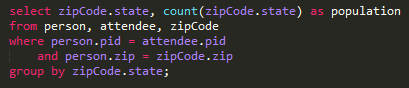 select zipCode.state, count(zipCode.state) as population
from person, attendee, zipCode
where person.pid = attendee.pid
    and person.zip = zipCode.zip
group by zipCode.state;